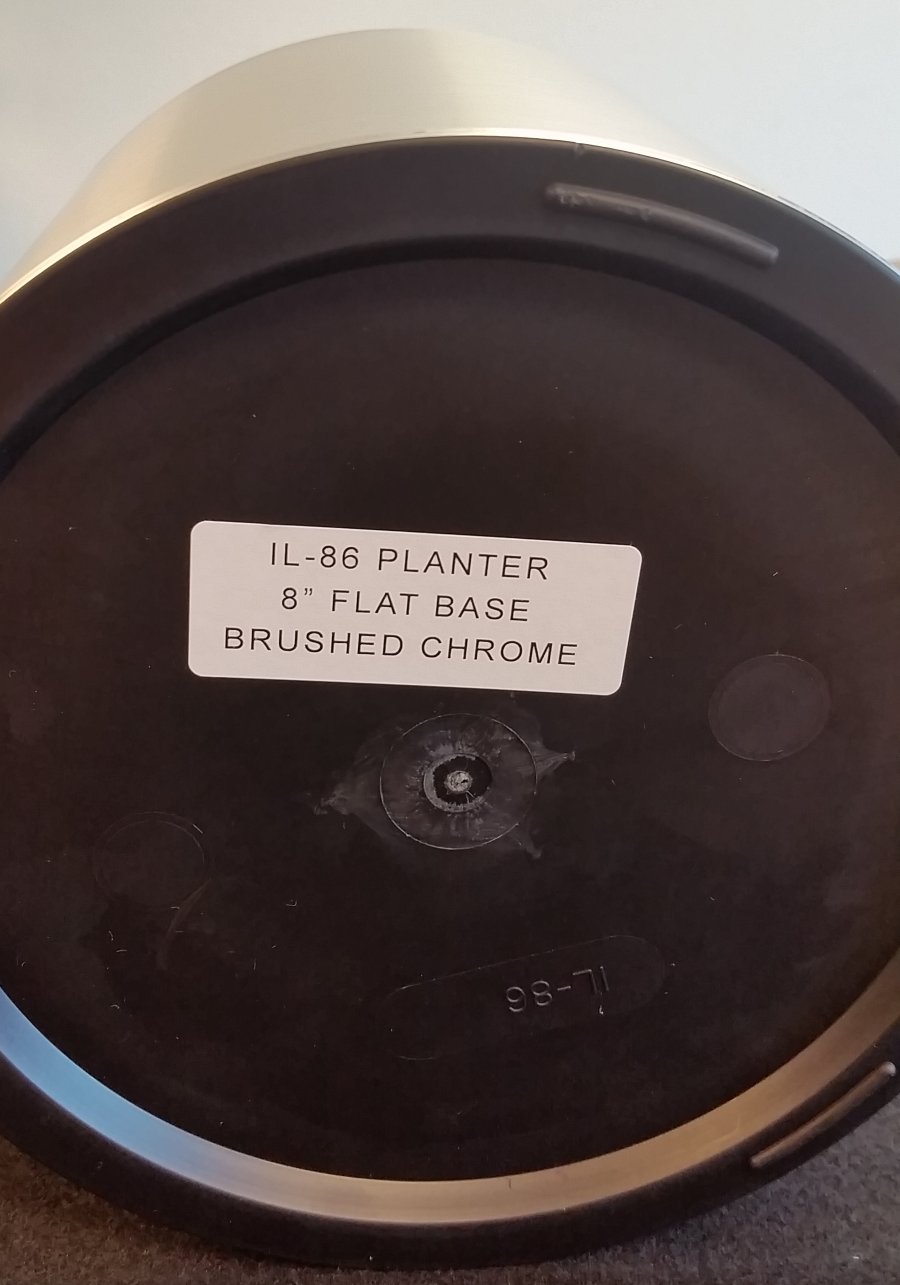 IL-86 PLANTER
8” FLAT BASE
BRUSHED CHROME
IL-86